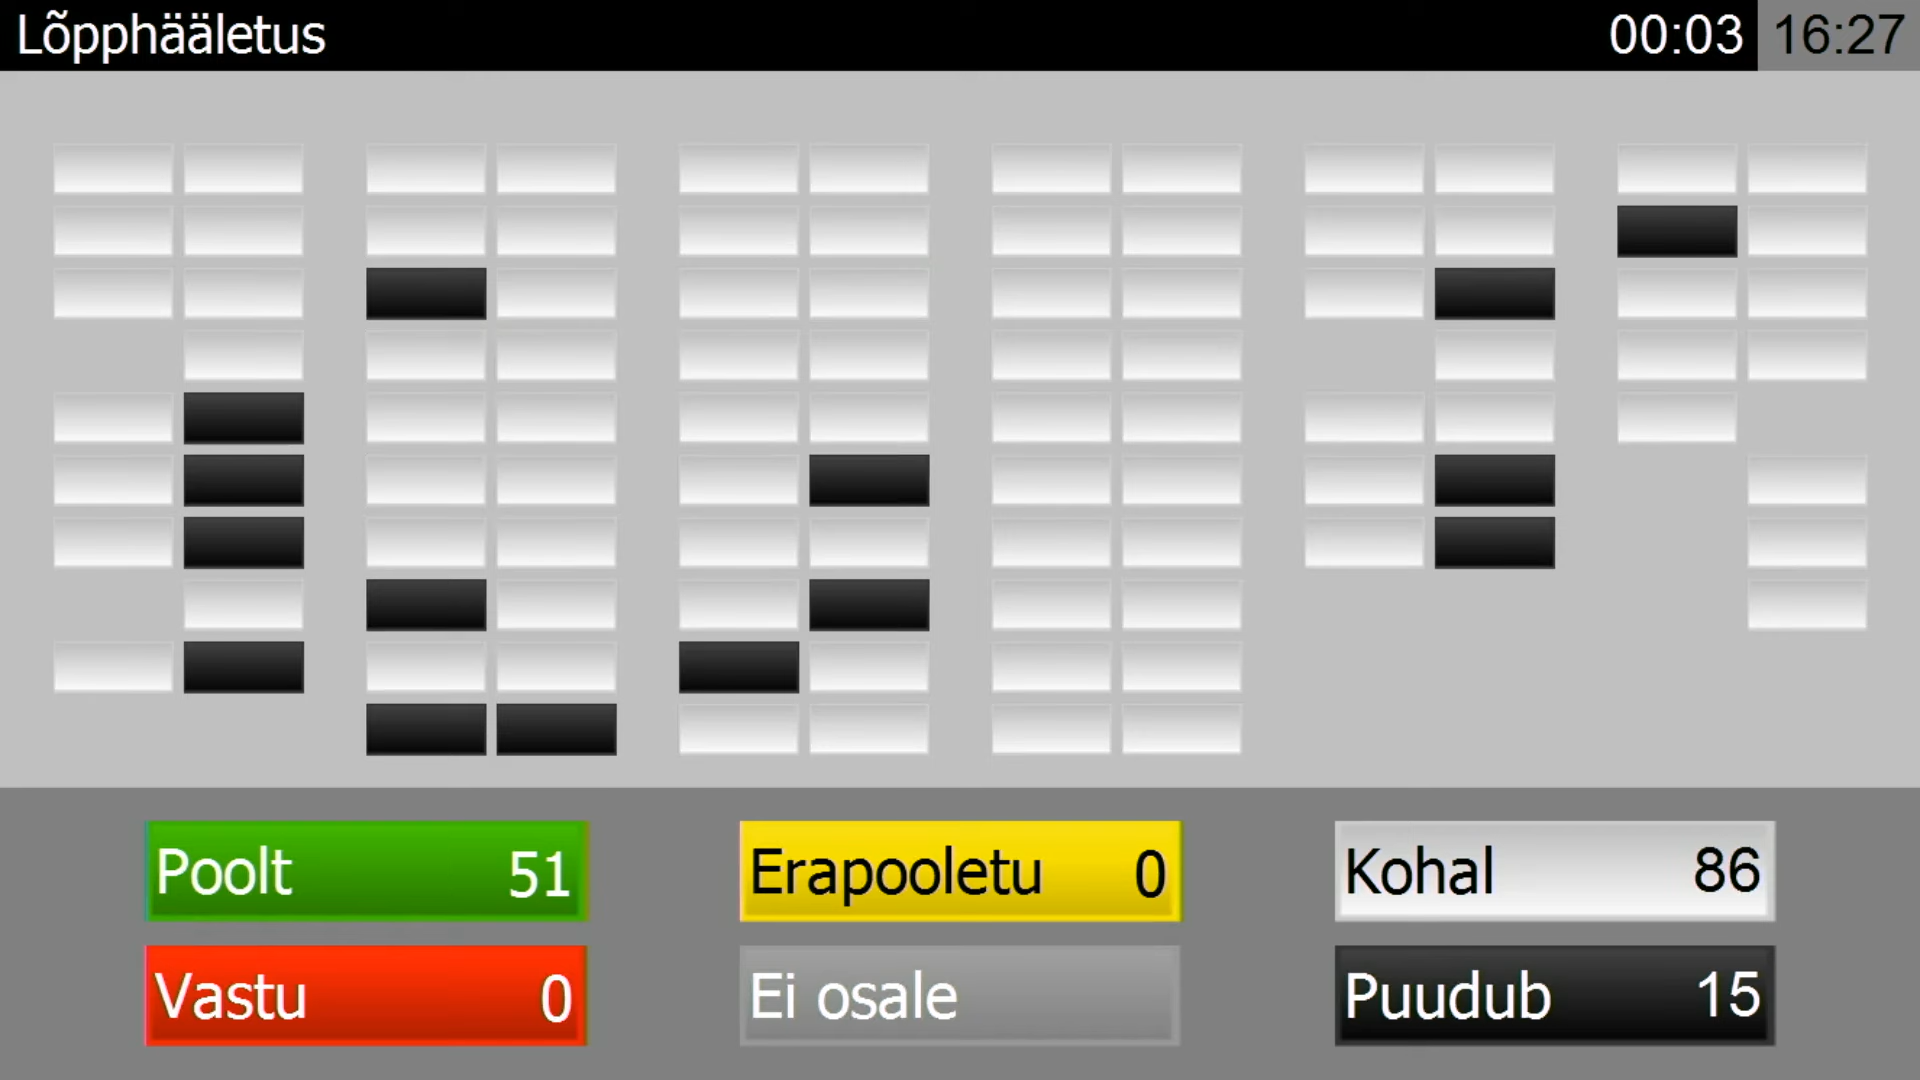 Lõpphääletus 00:03 16:27
Poolt 51 Erapooletu 0 Kohal 86
Vastu 0 Ei osale Puudub 15